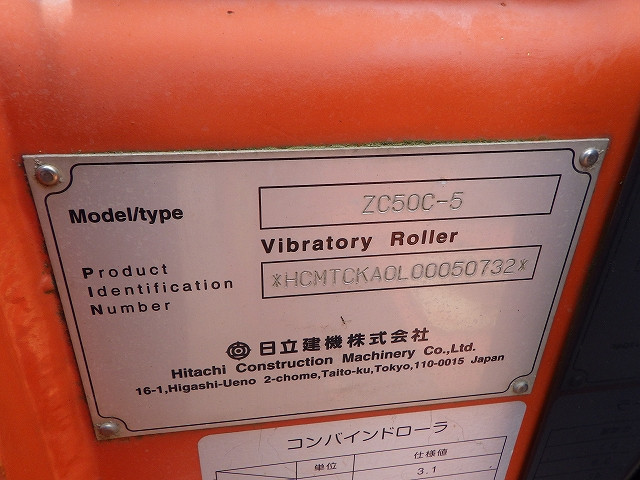 Model/type ZC50C-5
Vibratory Roller
Product
Identification
Number
*HCMTCKA0L00050732*
日立建機株式会社
Hitachi Construction Machinery Co.,Ltd.
16-1,Higashi-Ueno 2-chome,Taito-ku,Tokyo,110-0015 Japan
コンバインドローラ
単位 仕様値
3.1